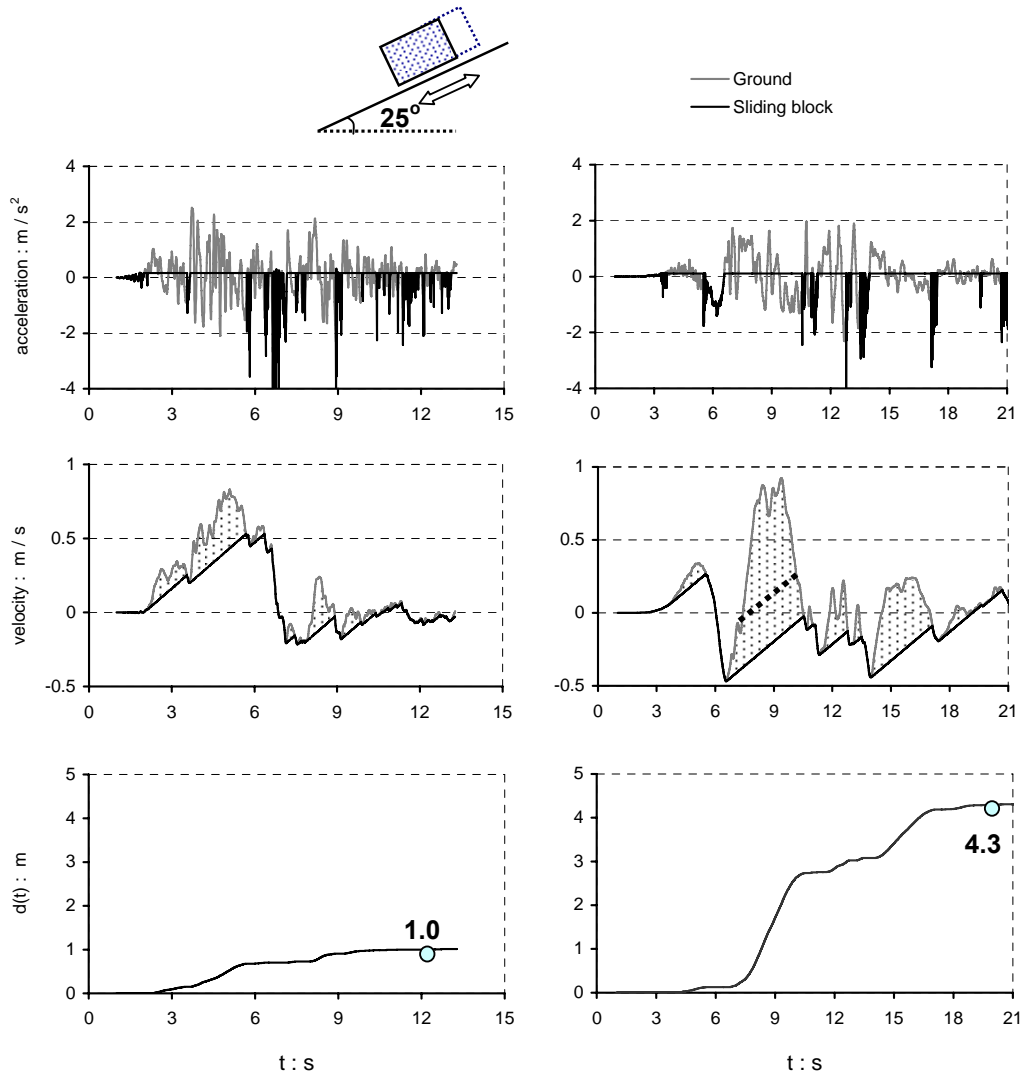 25°
Ground
Sliding block
acceleration : m / s²
4
2
0
-2
-4
0 3 6 9 12 15
4
2
0
-2
-4
0 3 6 9 12 15 18 21
velocity : m / s
1
0.5
0
-0.5
0 3 6 9 12 15
1
0.5
0
-0.5
0 3 6 9 12 15 18 21
d(t) : m
5
4
3
2
1
0
1.0
0 3 6 9 12 15
t : s
5
4
3
2
1
0
4.3
0 3 6 9 12 15 18 21
t : s